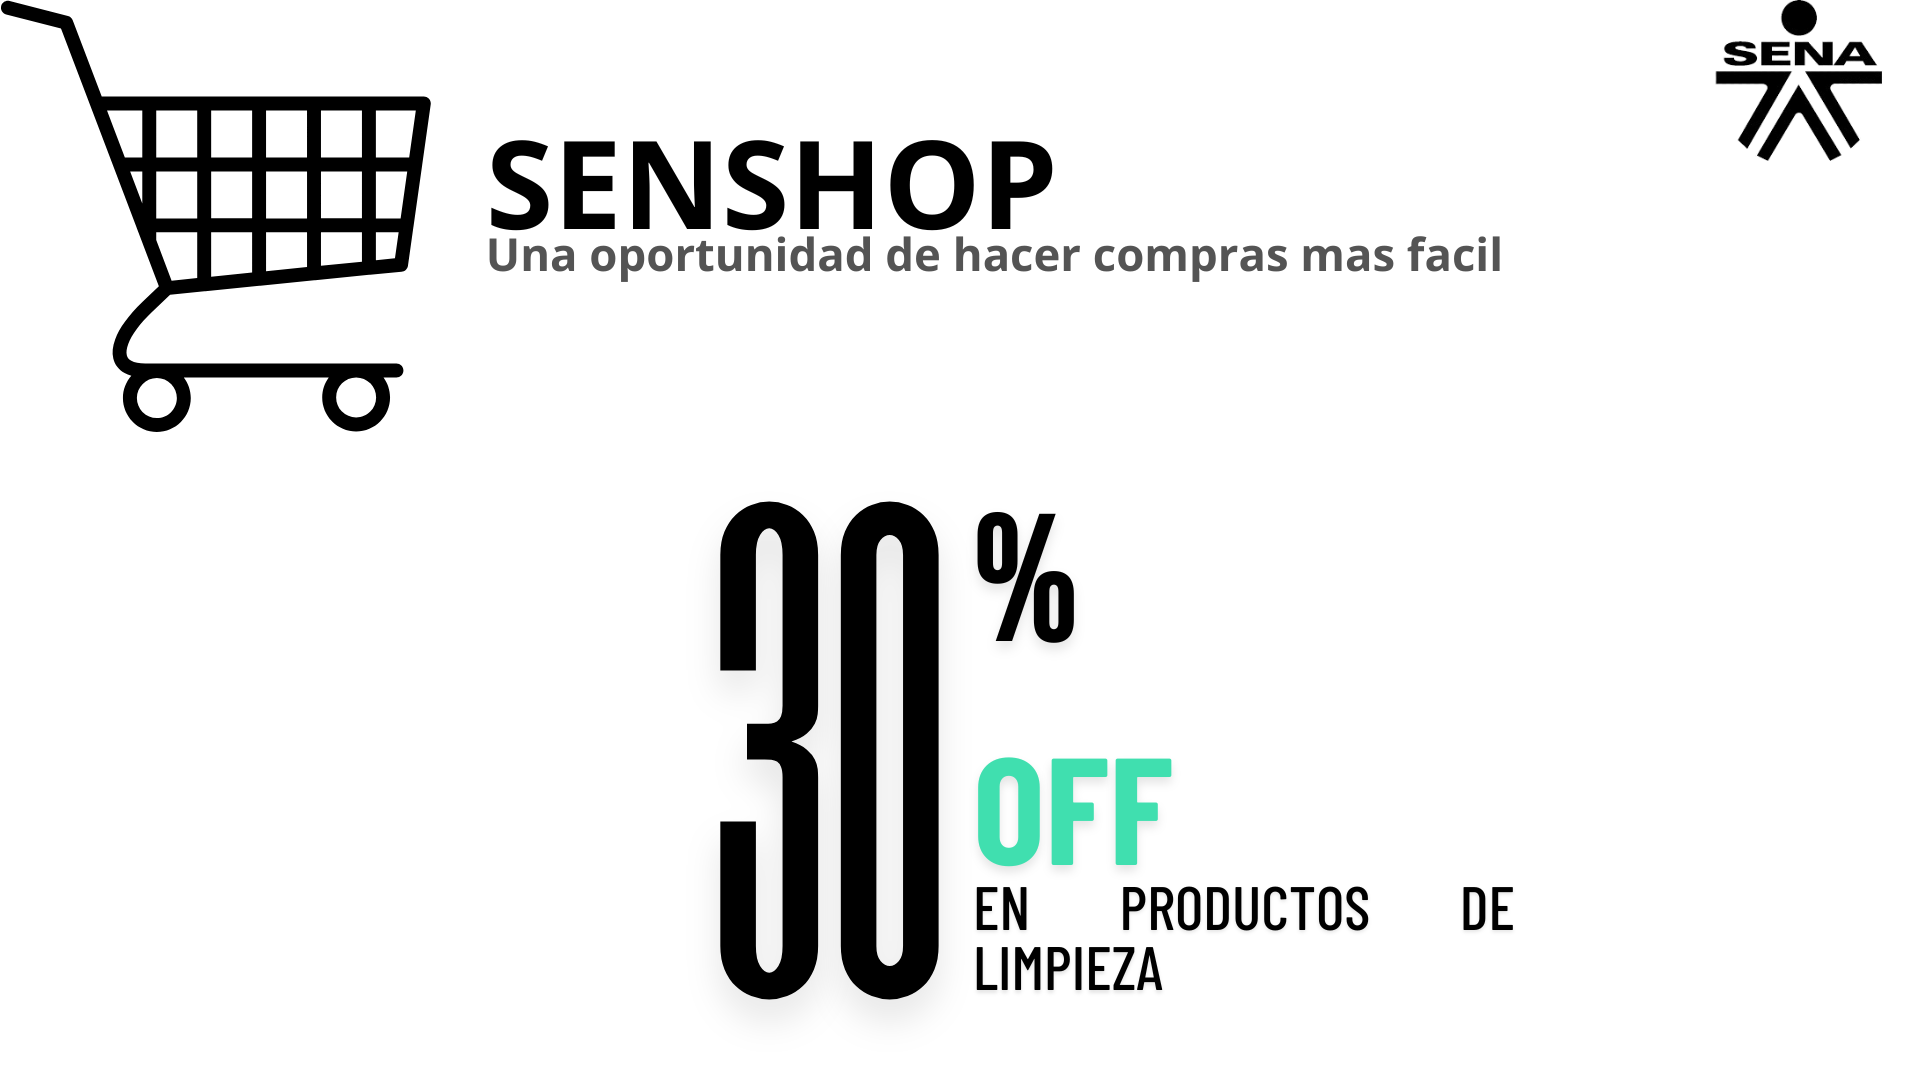 SENA
SENSHOP
Una oportunidad de hacer compras mas facil
30%
OFF
EN PRODUCTOS DE
LIMPIEZA